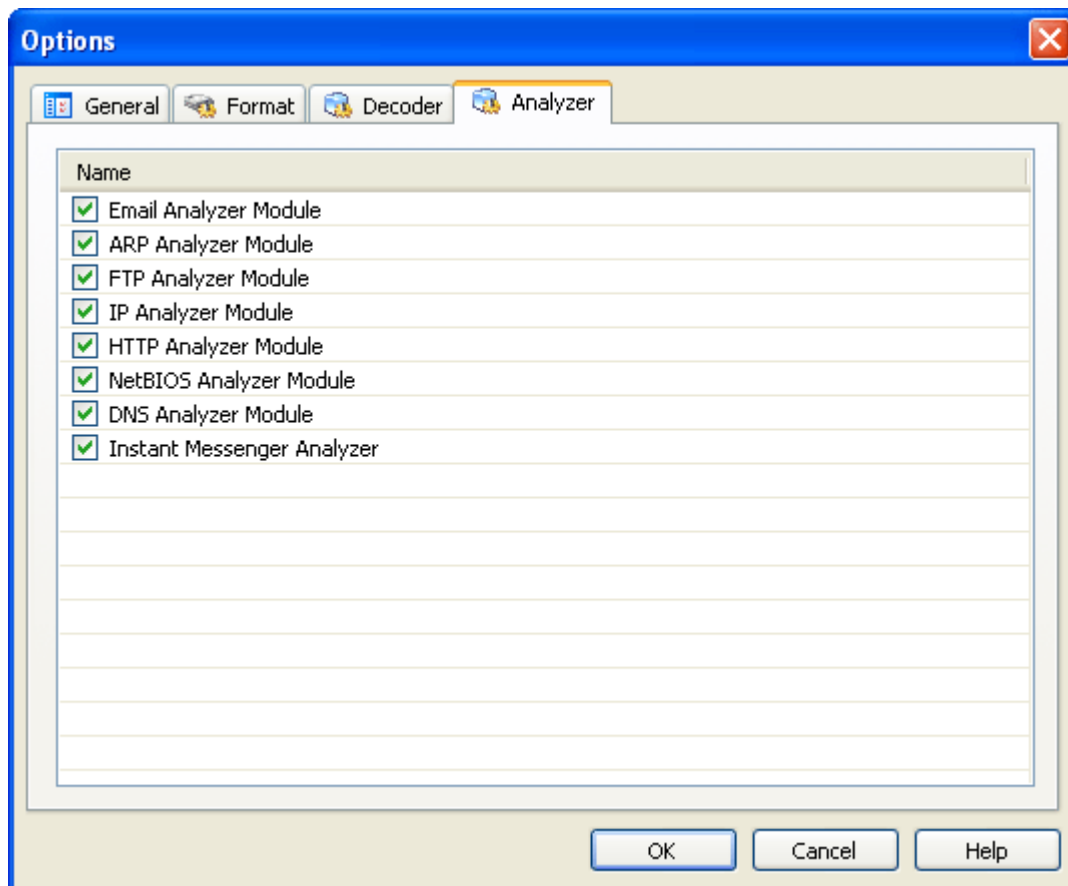 Options
General Format Decoder Analyzer
Name
Email Analyzer Module
ARP Analyzer Module
FTP Analyzer Module
IP Analyzer Module
HTTP Analyzer Module
NetBIOS Analyzer Module
DNS Analyzer Module
Instant Messenger Analyzer
OK Cancel Help